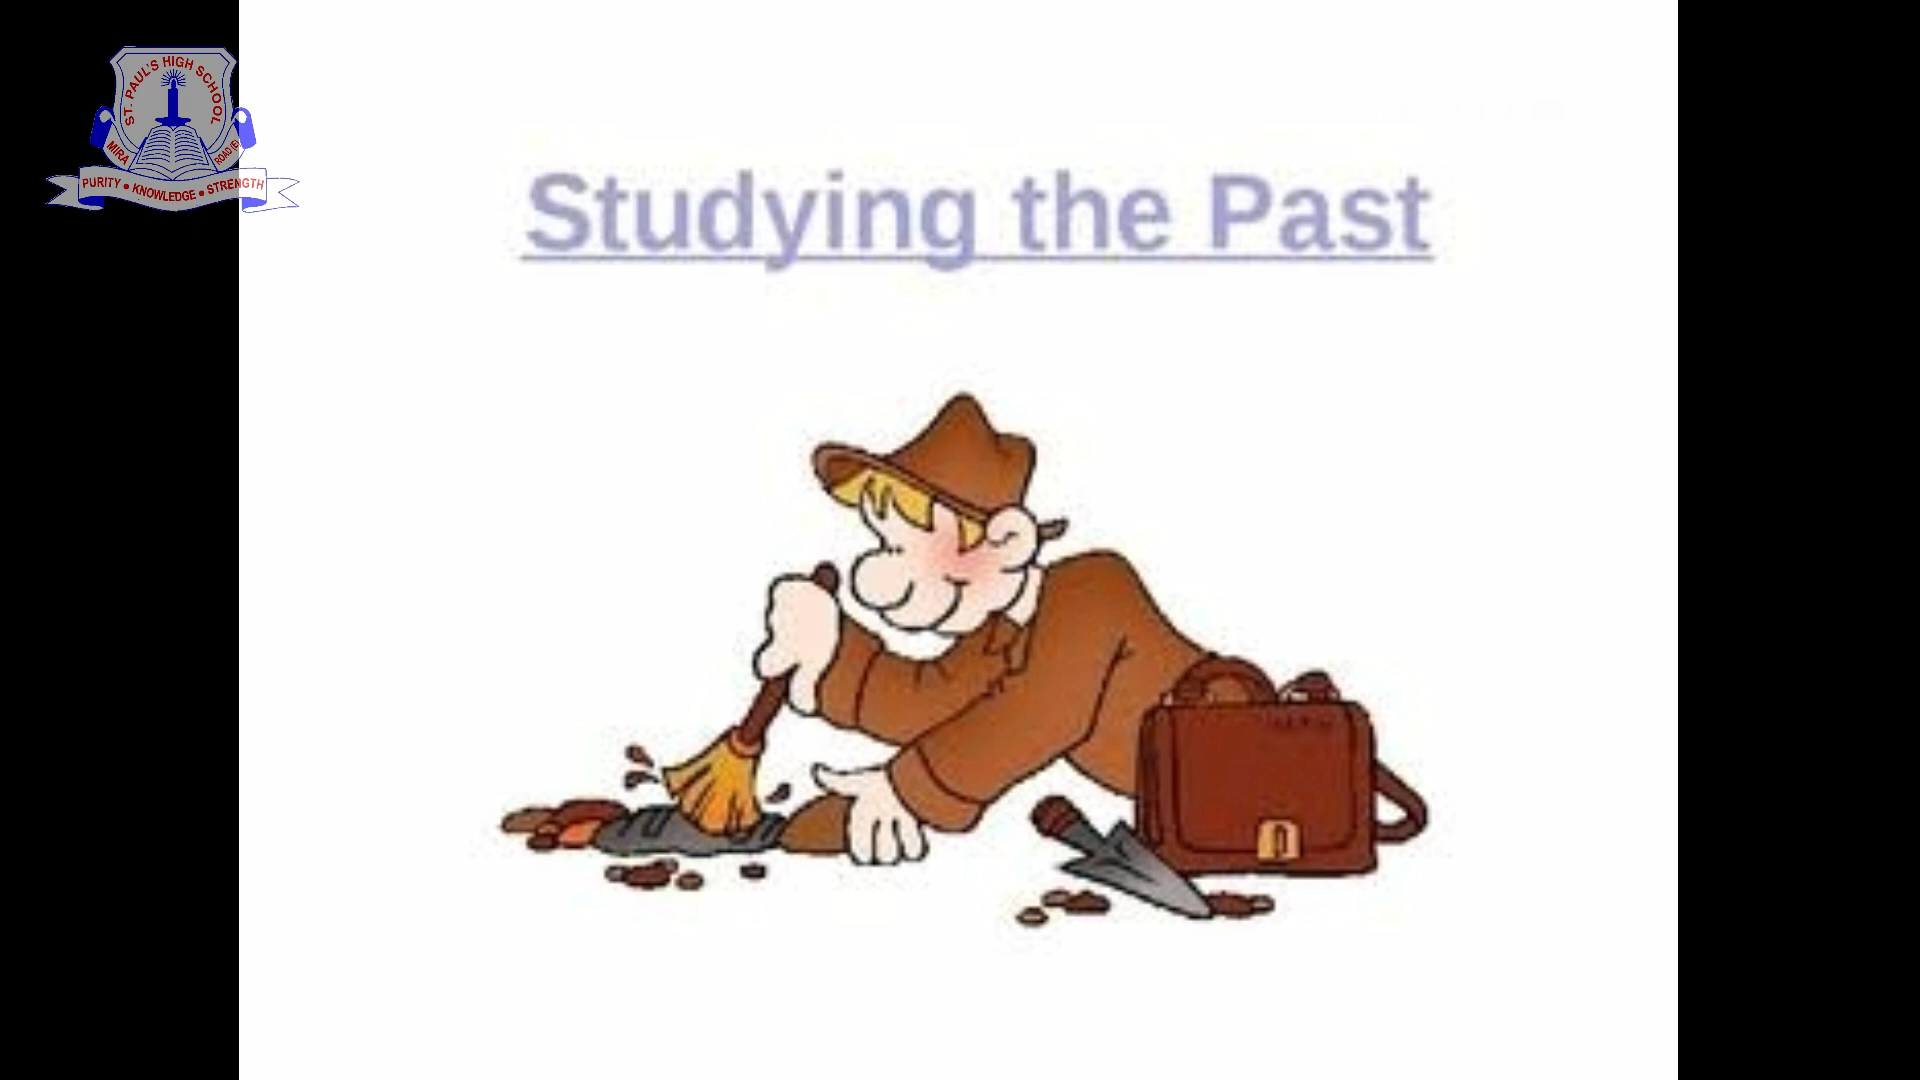 ST. PAUL'S HIGH SCHOOL
MIRA ROAD (E)
PURITY • KNOWLEDGE • STRENGTH
Studying the Past